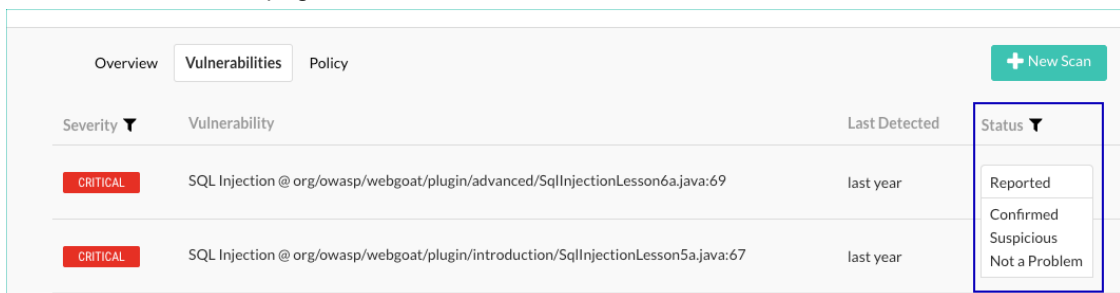 Overview Vulnerabilities Policy New Scan
Severity Vulnerability Last Detected Status
CRITICAL SQL Injection @ org/owasp/webgoat/plugin/advanced/SqlInjectionLesson6a.java:69 last year Reported
Confirmed
Suspicious
CRITICAL SQL Injection @ org/owasp/webgoat/plugin/introduction/SqlInjectionLesson5a.java:67 last year Not a Problem